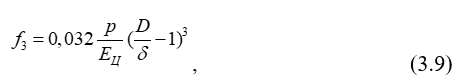 f₃ = 0,032 p/E_Ц (D/δ − 1)³ , (3.9)